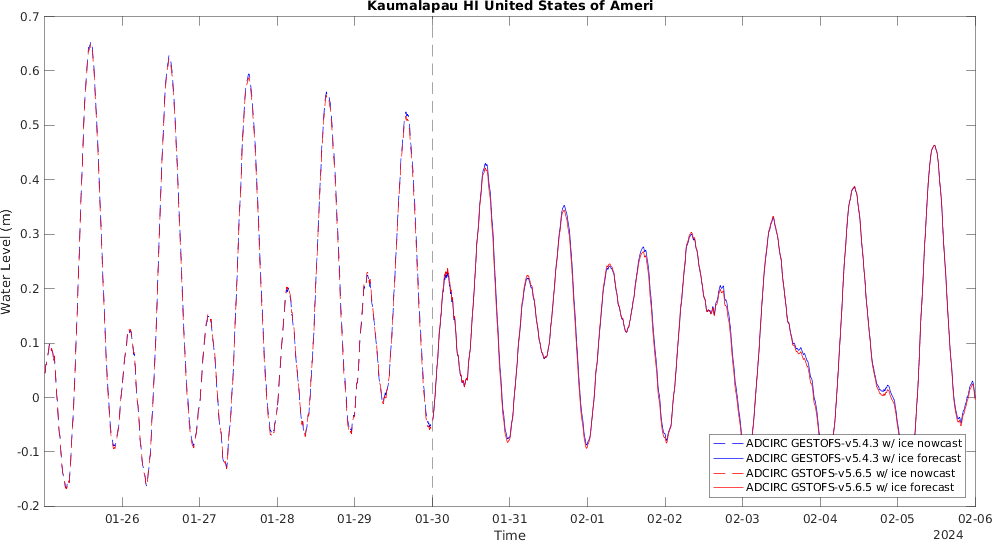 Kaumalapau HI United States of Ameri
Water Level (m)
0.7
0.6
0.5
0.4
0.3
0.2
0.1
0
-0.1
-0.2
ADCIRC GESTOFS-v5.4.3 w/ ice nowcast
ADCIRC GESTOFS-v5.4.3 w/ ice forecast
ADCIRC GSTOFS-v5.6.5 w/ ice nowcast
ADCIRC GSTOFS-v5.6.5 w/ ice forecast
01-26 01-27 01-28 01-29 01-30 01-31 02-01 02-02 02-03 02-04 02-05 02-06
Time
2024